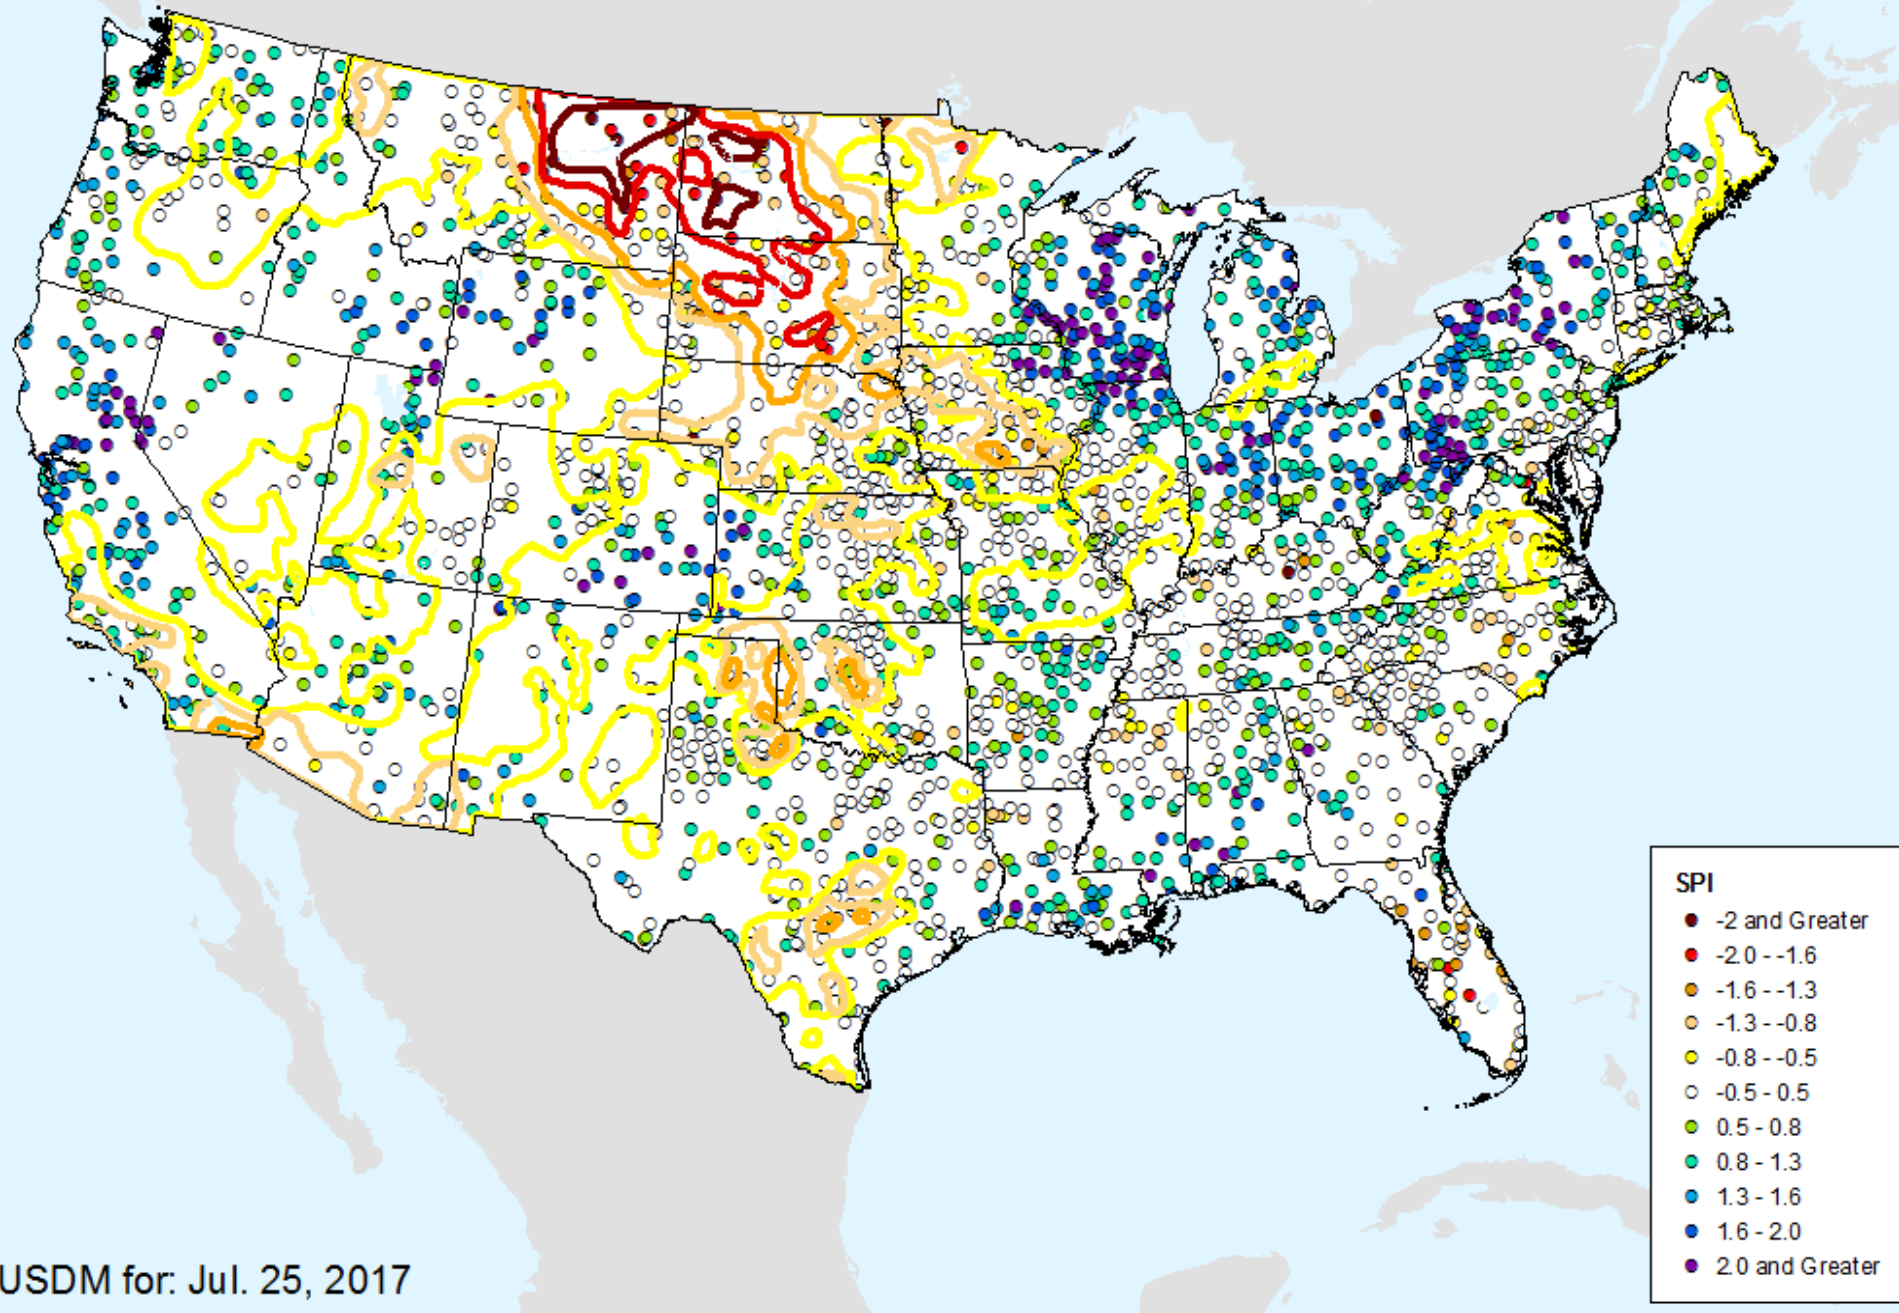 SPI
-2 and Greater
-2.0 - -1.6
-1.6 - -1.3
-1.3 - -0.8
-0.8 - -0.5
-0.5 - 0.5
0.5 - 0.8
0.8 - 1.3
1.3 - 1.6
1.6 - 2.0
2.0 and Greater
USDM for: Jul. 25, 2017